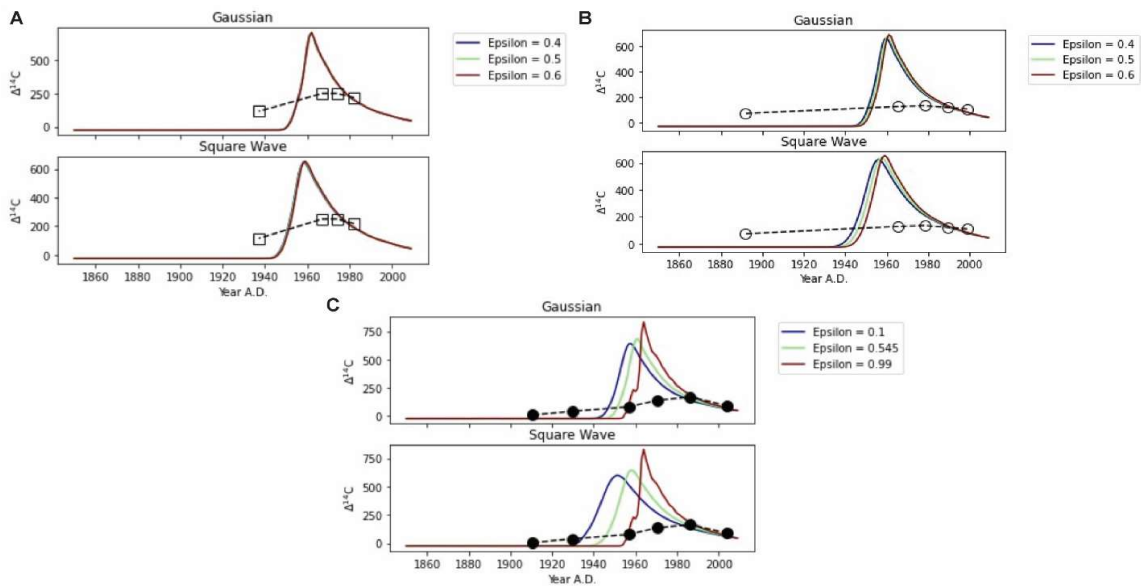 A
Gaussian
Δ¹⁴C
500
250
0
Epsilon = 0.4
Epsilon = 0.5
Epsilon = 0.6
Square Wave
Δ¹⁴C
600
400
200
0
1860 1880 1900 1920 1940 1960 1980 2000
Year A.D.
B
Gaussian
Δ¹⁴C
600
400
200
0
Epsilon = 0.4
Epsilon = 0.5
Epsilon = 0.6
Square Wave
Δ¹⁴C
600
400
200
0
1860 1880 1900 1920 1940 1960 1980 2000
Year A.D.
C
Gaussian
Δ¹⁴C
750
500
250
0
Epsilon = 0.1
Epsilon = 0.545
Epsilon = 0.99
Square Wave
Δ¹⁴C
750
500
250
0
1860 1880 1900 1920 1940 1960 1980 2000
Year A.D.